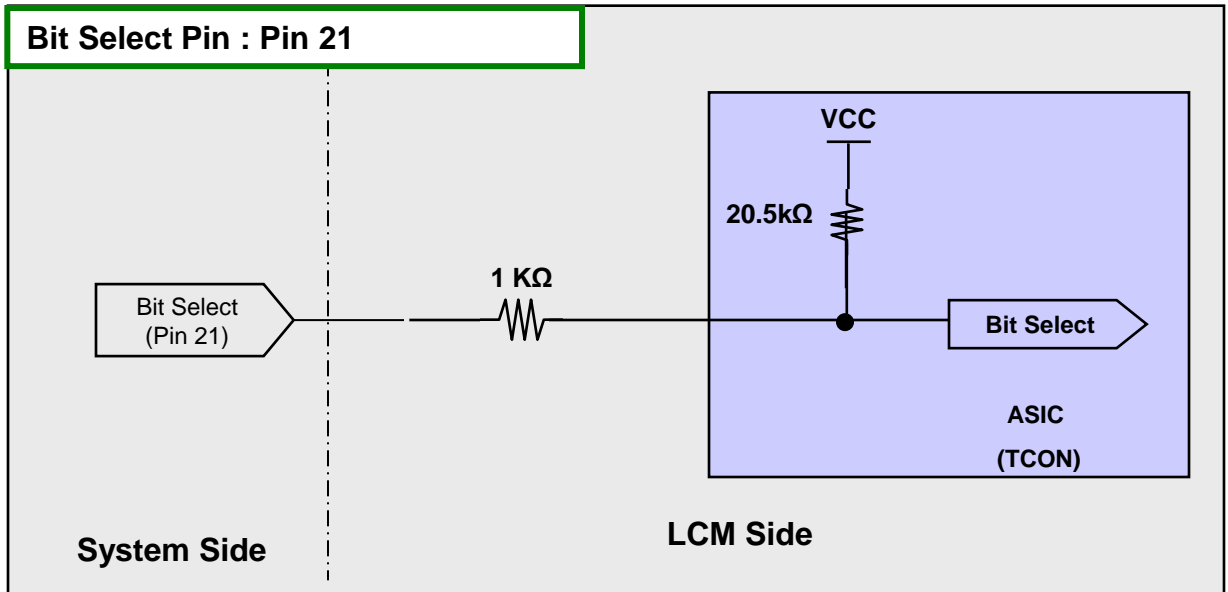 Bit Select Pin : Pin 21
VCC
20.5kΩ
1 KΩ
Bit Select
(Pin 21)
Bit Select
ASIC
(TCON)
System Side
LCM Side